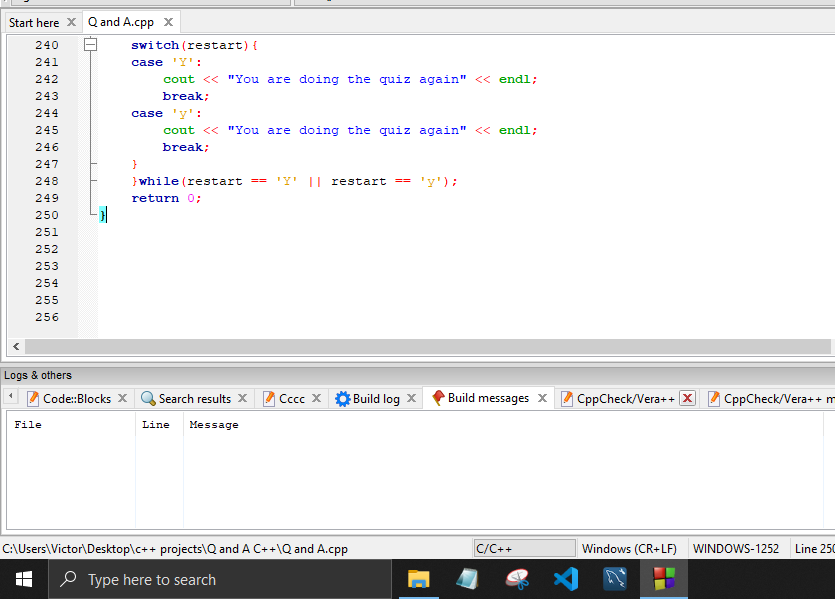 Start here
Q and A.cpp
240 switch(restart){
241 case 'Y':
242 cout << "You are doing the quiz again" << endl;
243 break;
244 case 'y':
245 cout << "You are doing the quiz again" << endl;
246 break;
247 }
248 }while(restart == 'Y' || restart == 'y');
249 return 0;
250 }
251
252
253
254
255
256
Logs & others
Code::Blocks
Search results
Cccc
Build log
Build messages
CppCheck/Vera++
CppCheck/Vera++ m
File Line Message
C:\Users\Victor\Desktop\c++ projects\Q and A C++\Q and A.cpp
C/C++
Windows (CR+LF)
WINDOWS-1252
Line 250
Type here to search